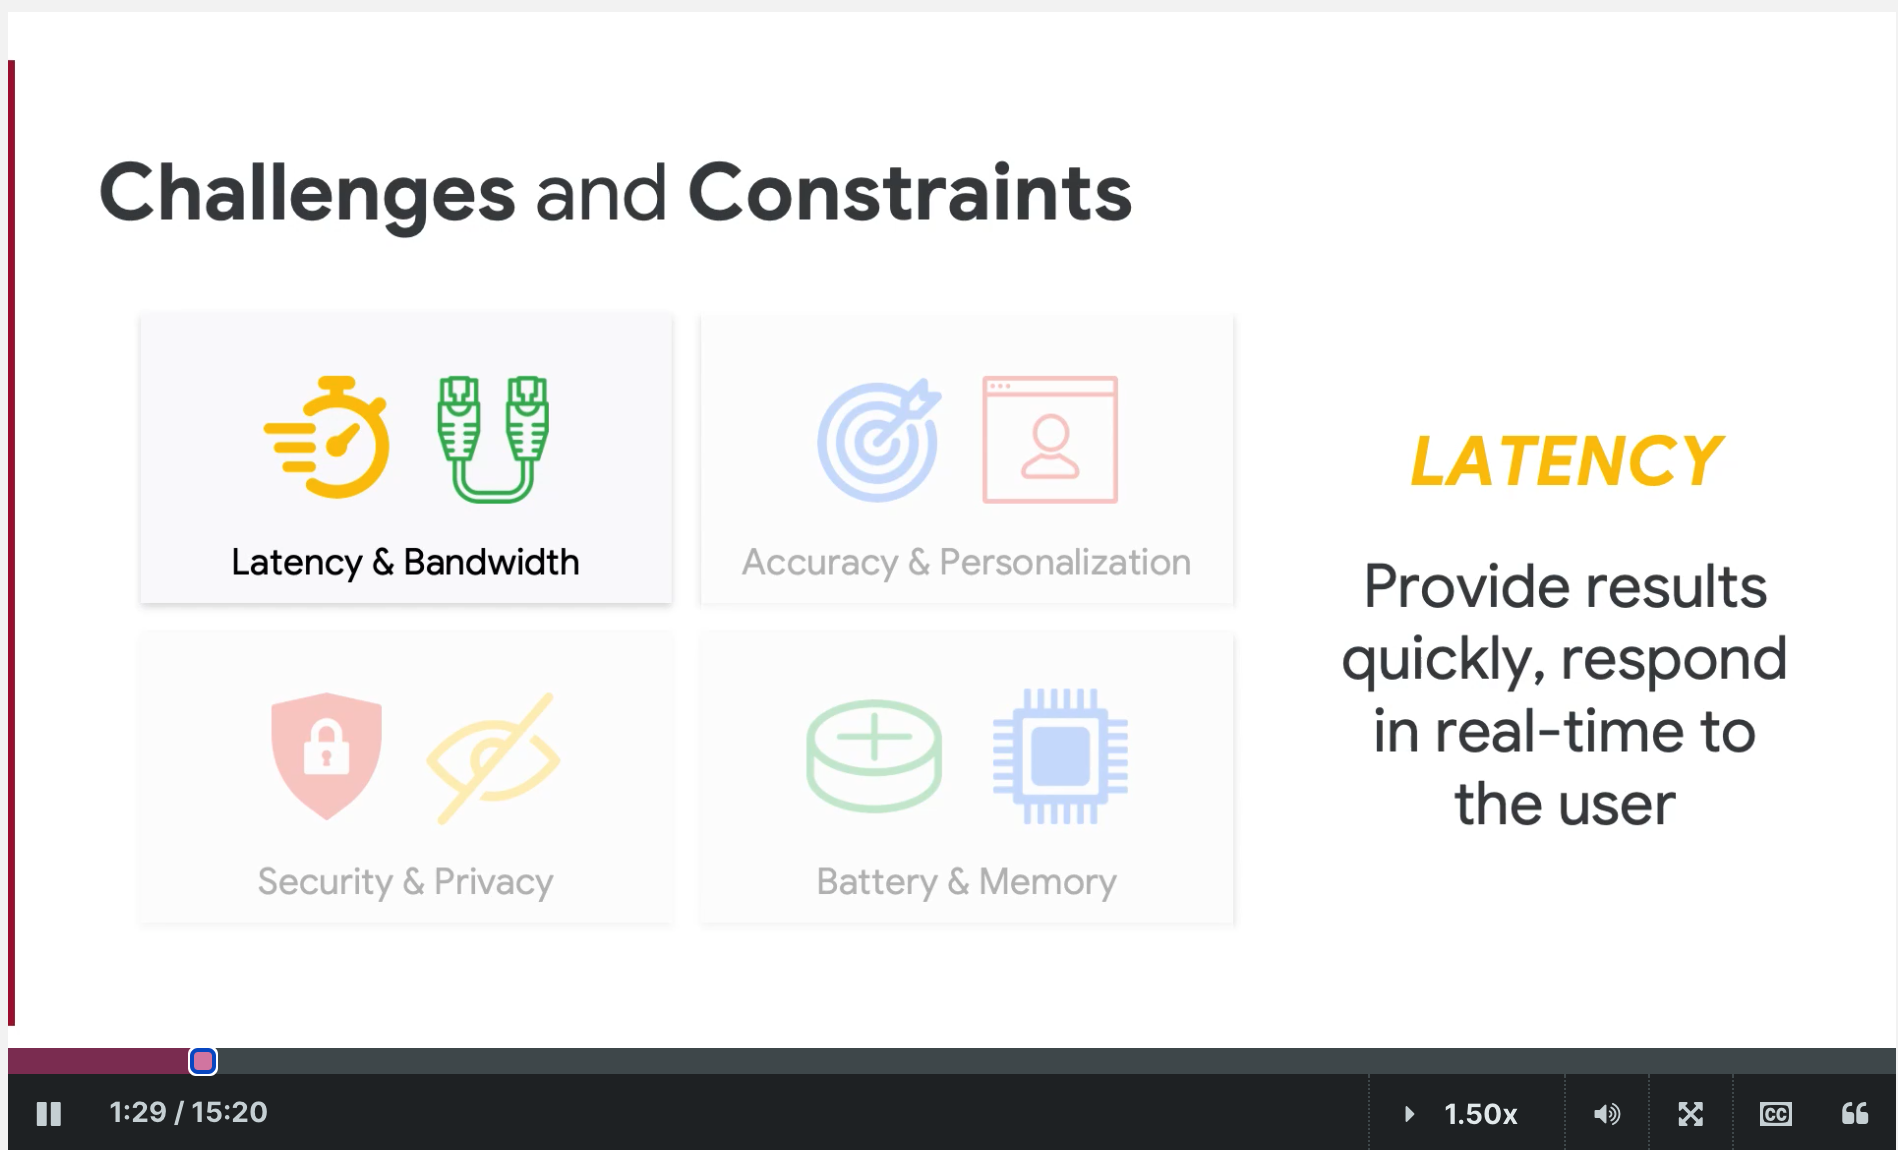 Challenges and Constraints
Latency & Bandwidth
Accuracy & Personalization
Security & Privacy
Battery & Memory
LATENCY
Provide results
quickly, respond
in real-time to
the user
1:29 / 15:20
1.50x
CC